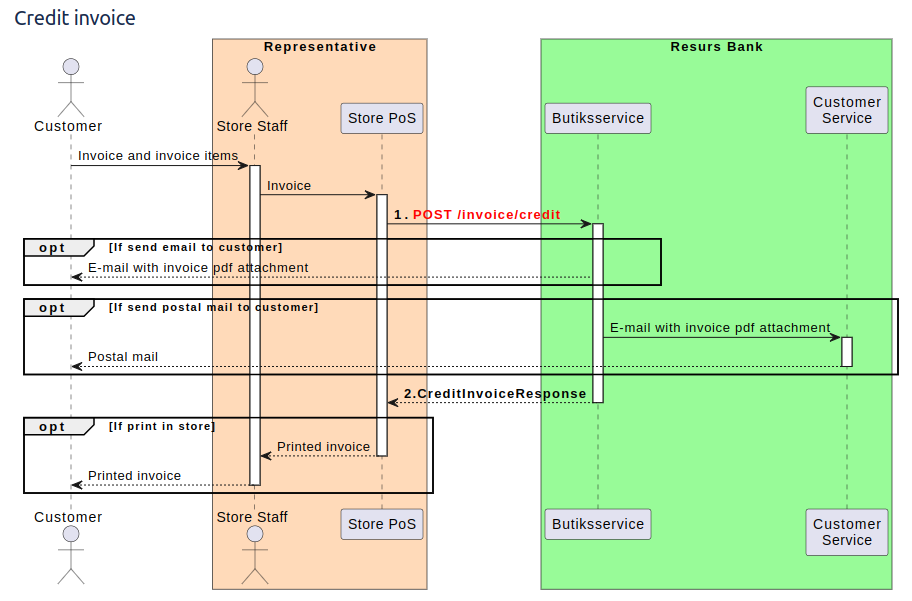 Credit invoice
Representative
Resurs Bank
Customer
Store Staff
Store PoS
Butiksservice
Customer
Service
Invoice and invoice items
Invoice
1. POST /invoice/credit
opt [If send email to customer]
E-mail with invoice pdf attachment
opt [If send postal mail to customer]
E-mail with invoice pdf attachment
Postal mail
2.CreditInvoiceResponse
opt [If print in store]
Printed invoice
Printed invoice
Customer
Store Staff
Store PoS
Butiksservice
Customer
Service